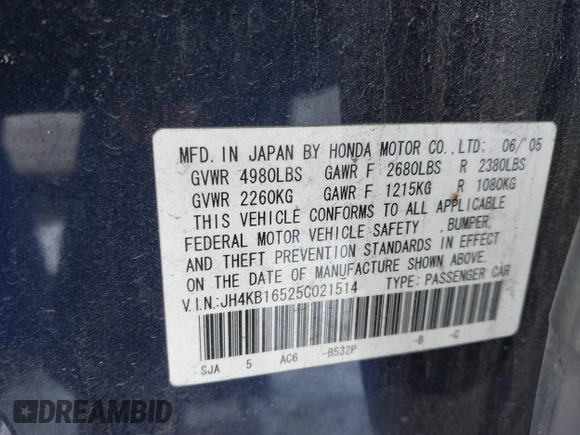 MFD. IN JAPAN BY HONDA MOTOR CO., LTD: 06/'05
GVWR 4980LBS GAWR F 2680LBS R 2380LBS
GVWR 2260KG GAWR F 1215KG R 1080KG
THIS VEHICLE CONFORMS TO ALL APPLICABLE
FEDERAL MOTOR VEHICLE SAFETY , BUMPER,
AND THEFT PREVENTION STANDARDS IN EFFECT
ON THE DATE OF MANUFACTURE SHOWN ABOVE.
V.I.N.:JH4KB16525C021514 TYPE: PASSENGER CAR
SJA 5 AC6 -B532P -B -C
DREAMBID